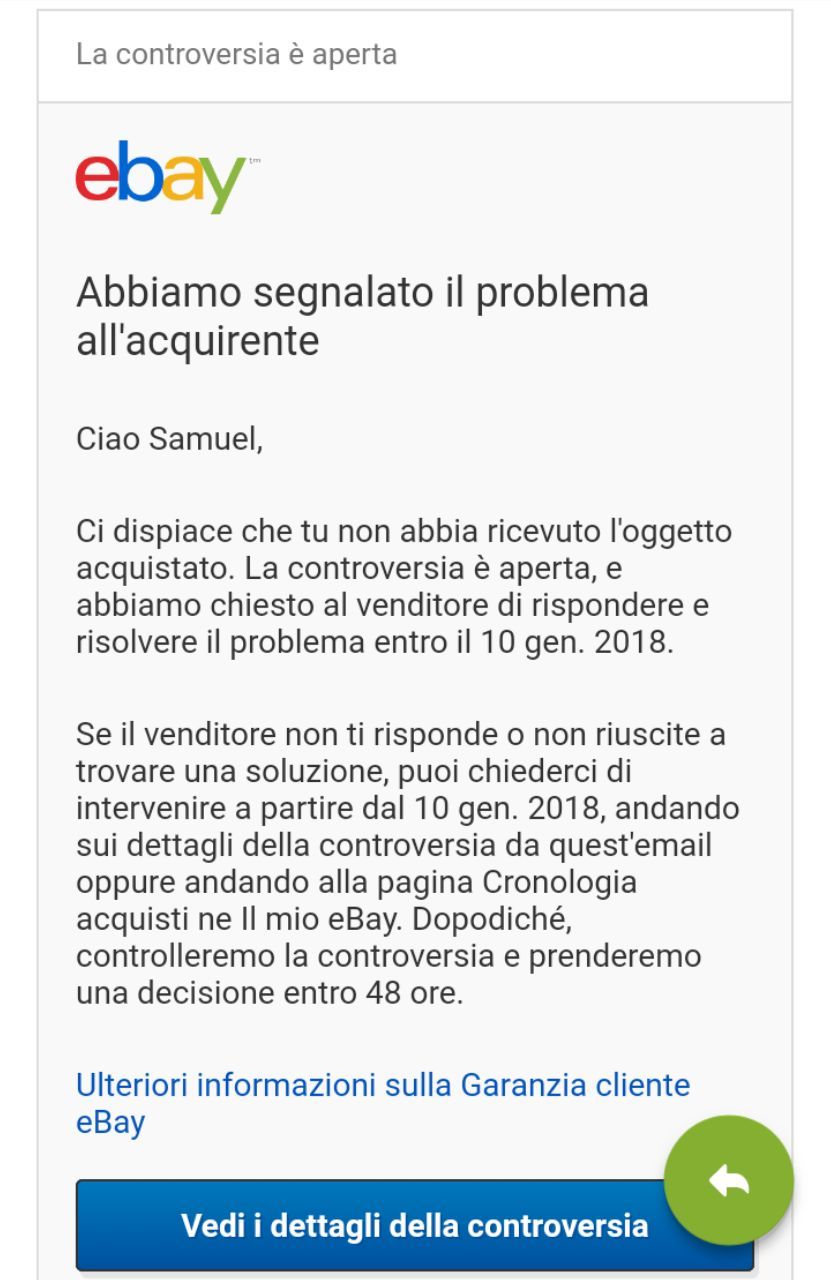 La controversia è aperta
ebay™
Abbiamo segnalato il problema
all'acquirente
Ciao Samuel,
Ci dispiace che tu non abbia ricevuto l'oggetto
acquistato. La controversia è aperta, e
abbiamo chiesto al venditore di rispondere e
risolvere il problema entro il 10 gen. 2018.
Se il venditore non ti risponde o non riuscite a
trovare una soluzione, puoi chiederci di
intervenire a partire dal 10 gen. 2018, andando
sui dettagli della controversia da quest'email
oppure andando alla pagina Cronologia
acquisti ne Il mio eBay. Dopodiché,
controlleremo la controversia e prenderemo
una decisione entro 48 ore.
Ulteriori informazioni sulla Garanzia cliente
eBay
Vedi i dettagli della controversia